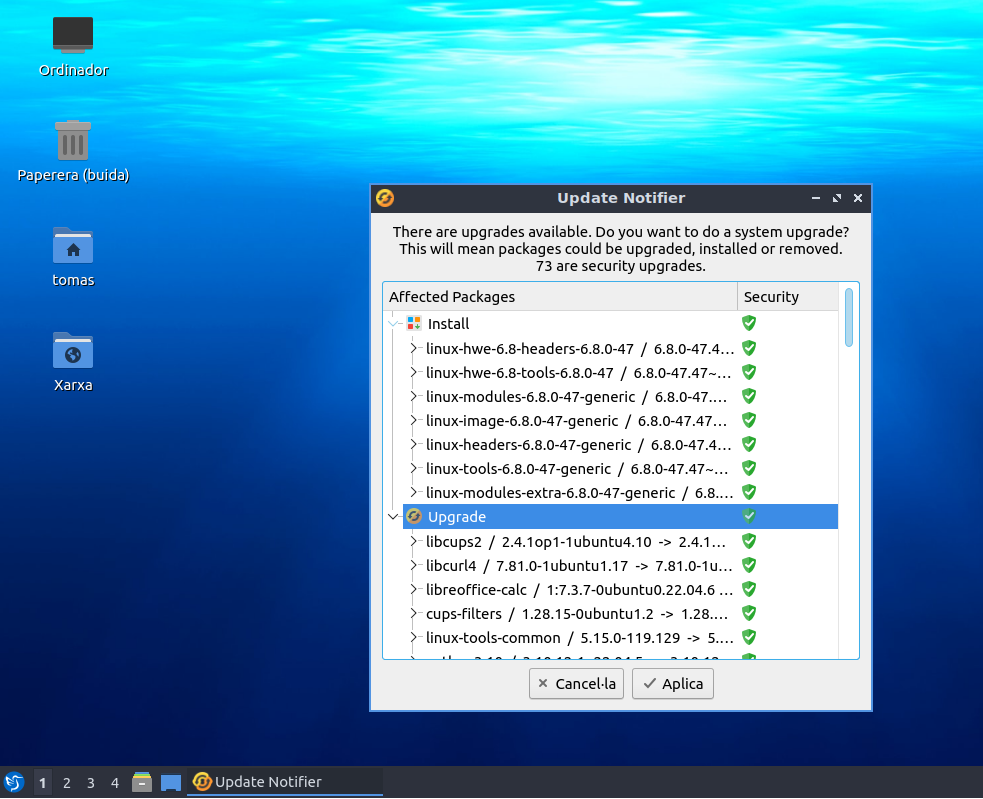 Ordinador
Paperera (buida)
tomas
Xarxa
Update Notifier
There are upgrades available. Do you want to do a system upgrade?
This will mean packages could be upgraded, installed or removed.
73 are security upgrades.
Affected Packages Security
Install
linux-hwe-6.8-headers-6.8.0-47 / 6.8.0-47.4...
linux-hwe-6.8-tools-6.8.0-47 / 6.8.0-47.47~...
linux-modules-6.8.0-47-generic / 6.8.0-47....
linux-image-6.8.0-47-generic / 6.8.0-47.47...
linux-headers-6.8.0-47-generic / 6.8.0-47.4...
linux-tools-6.8.0-47-generic / 6.8.0-47.47~...
linux-modules-extra-6.8.0-47-generic / 6.8....
Upgrade
libcups2 / 2.4.1op1-1ubuntu4.10 -> 2.4.1...
libcurl4 / 7.81.0-1ubuntu1.17 -> 7.81.0-1u...
libreoffice-calc / 1:7.3.7-0ubuntu0.22.04.6 ...
cups-filters / 1.28.15-0ubuntu1.2 -> 1.28....
linux-tools-common / 5.15.0-119.129 -> 5....
Cancel·la Aplica
1 2 3 4 Update Notifier